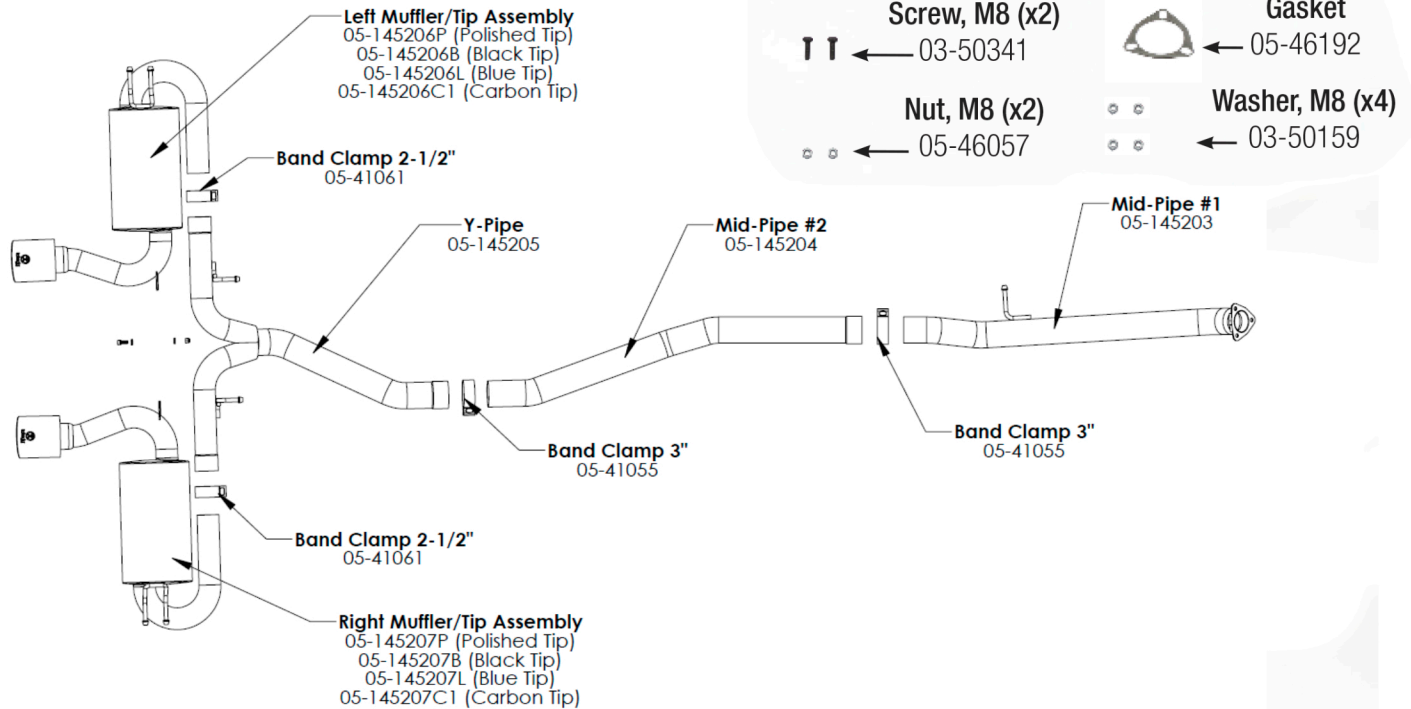 Left Muffler/Tip Assembly
05-145206P (Polished Tip)
05-145206B (Black Tip)
05-145206L (Blue Tip)
05-145206C1 (Carbon Tip)
Screw, M8 (x2)
03-50341
Gasket
05-46192
Nut, M8 (x2)
05-46057
Washer, M8 (x4)
03-50159
Band Clamp 2-1/2"
05-41061
Y-Pipe
05-145205
Mid-Pipe #2
05-145204
Mid-Pipe #1
05-145203
Band Clamp 3"
05-41055
Band Clamp 3"
05-41055
Band Clamp 2-1/2"
05-41061
Right Muffler/Tip Assembly
05-145207P (Polished Tip)
05-145207B (Black Tip)
05-145207L (Blue Tip)
05-145207C1 (Carbon Tip)